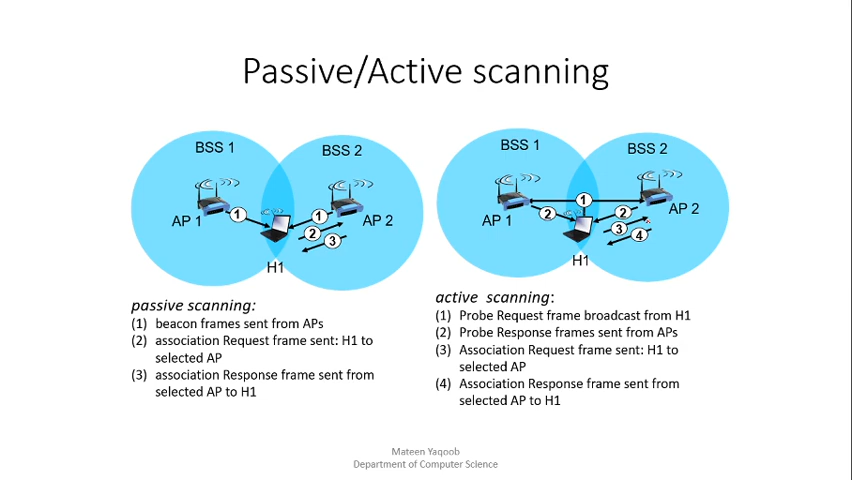 Passive/Active scanning
BSS 1
BSS 2
AP 1
AP 2
1
1
2
3
H1
passive scanning:
(1) beacon frames sent from APs
(2) association Request frame sent: H1 to
selected AP
(3) association Response frame sent from
selected AP to H1
BSS 1
BSS 2
AP 1
AP 2
1
2
2
3
4
H1
active scanning:
(1) Probe Request frame broadcast from H1
(2) Probe Response frames sent from APs
(3) Association Request frame sent: H1 to
selected AP
(4) Association Response frame sent from
selected AP to H1
Mateen Yaqoob
Department of Computer Science